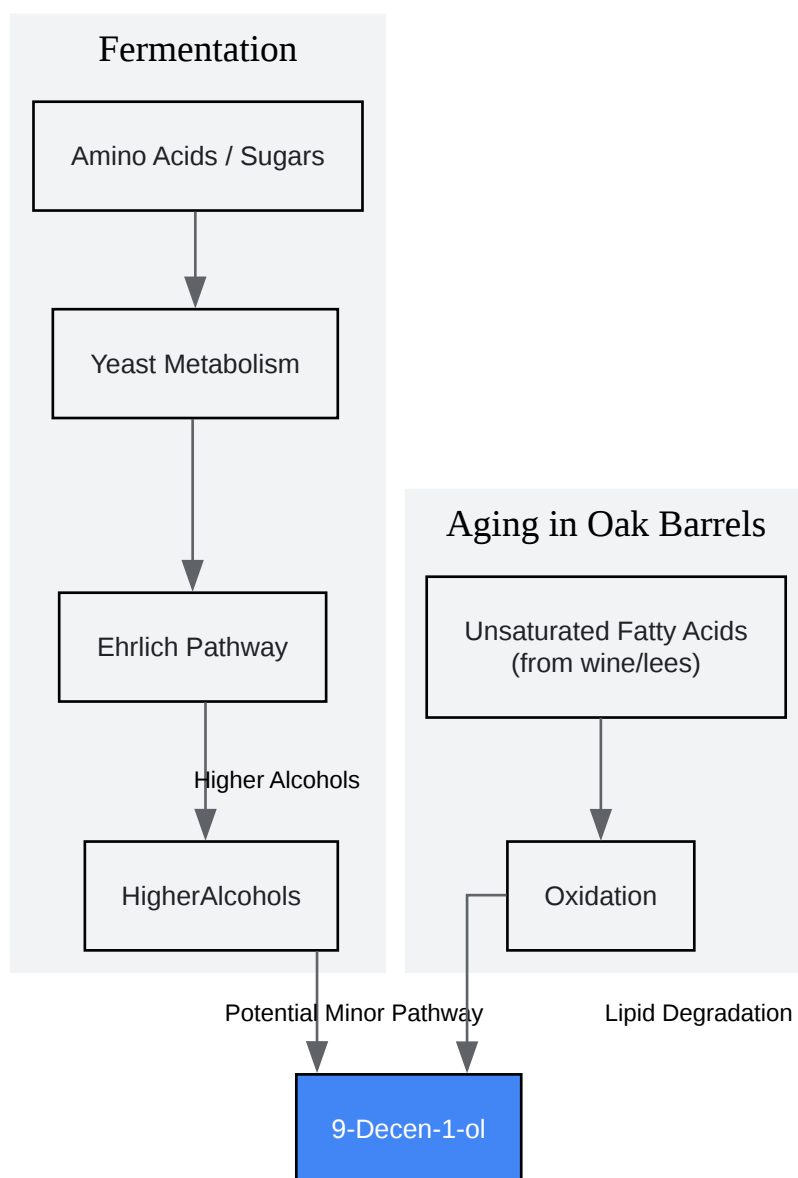 Fermentation
Amino Acids / Sugars
Yeast Metabolism
Ehrlich Pathway
Higher Alcohols
HigherAlcohols
Aging in Oak Barrels
Unsaturated Fatty Acids
(from wine/lees)
Oxidation
Potential Minor Pathway
Lipid Degradation
9-Decen-1-ol